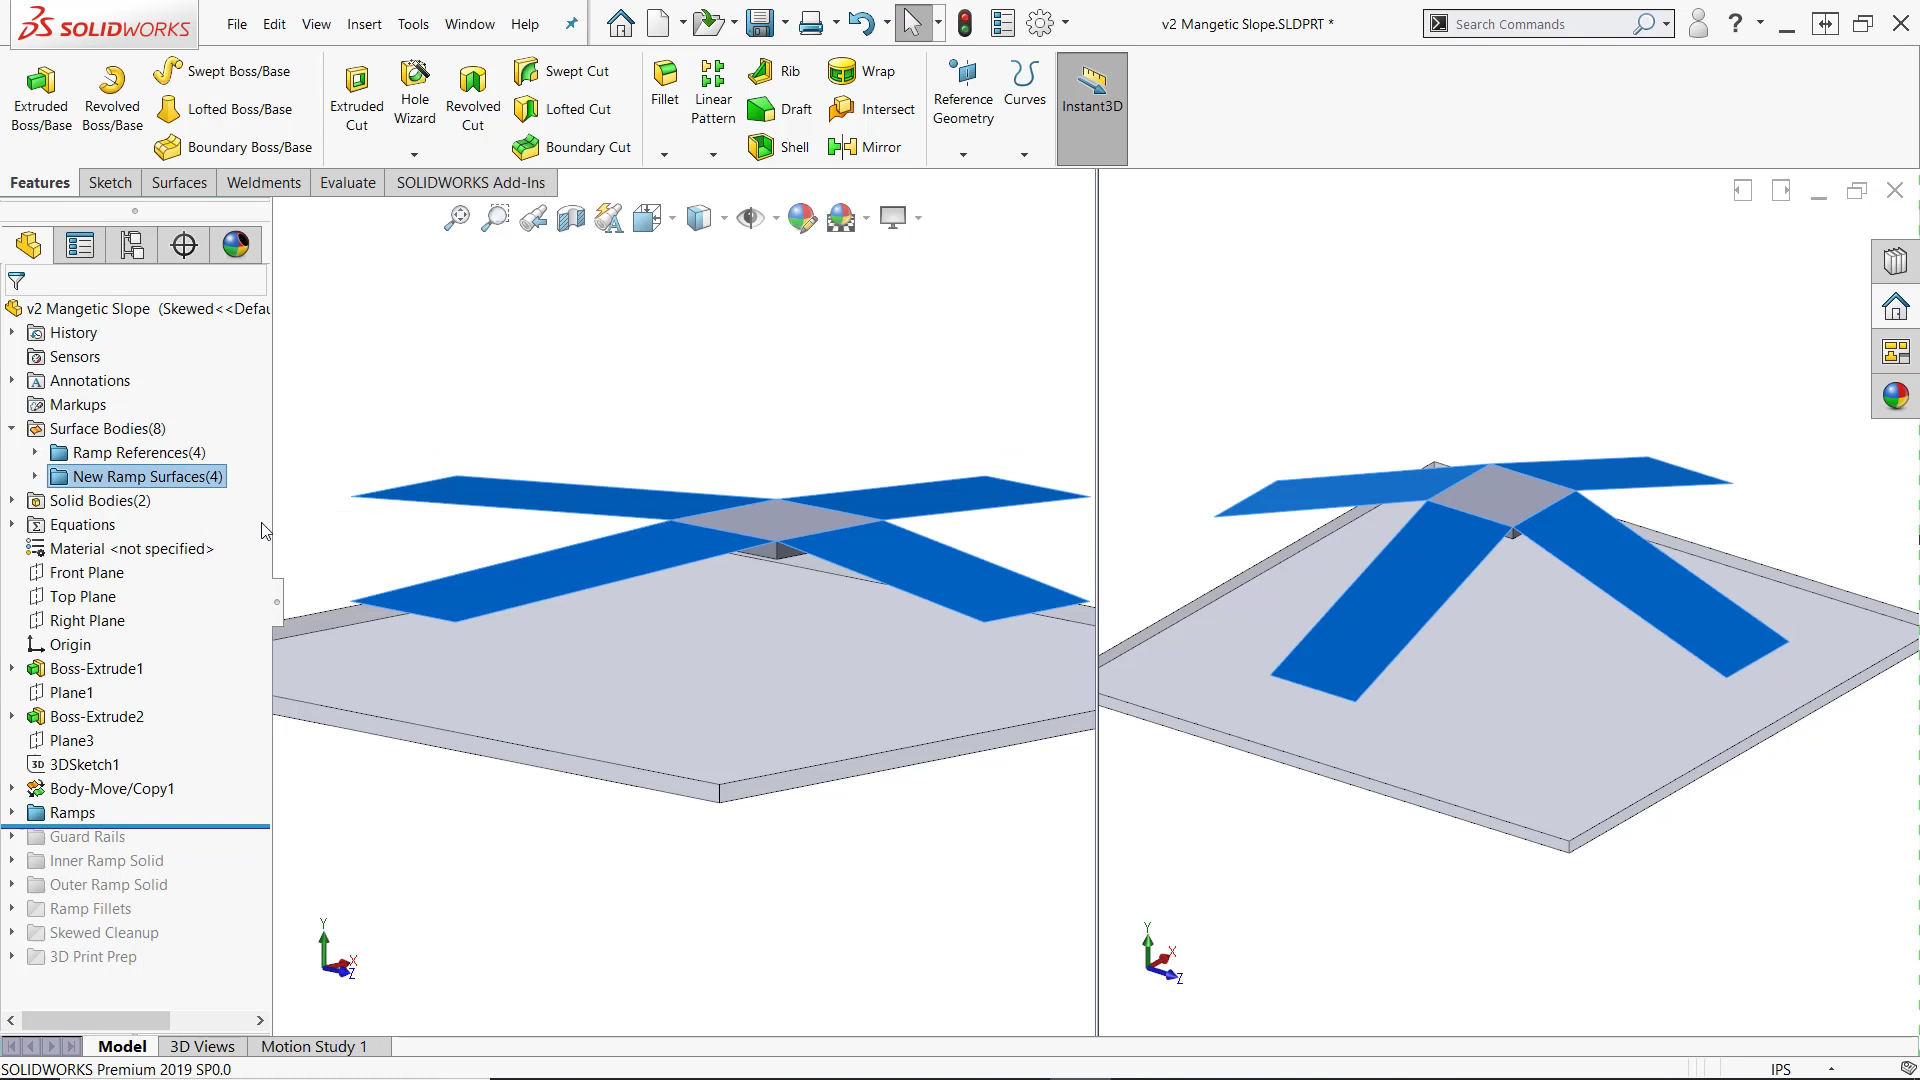 SOLIDWORKS
File Edit View Insert Tools Window Help
v2 Mangetic Slope.SLDPRT *
Search Commands
?
Extruded Boss/Base
Revolved Boss/Base
Swept Boss/Base
Lofted Boss/Base
Boundary Boss/Base
Extruded Cut
Hole Wizard
Revolved Cut
Swept Cut
Lofted Cut
Boundary Cut
Fillet
Linear Pattern
Rib
Draft
Shell
Wrap
Intersect
Mirror
Reference Geometry
Curves
Instant3D
Features Sketch Surfaces Weldments Evaluate SOLIDWORKS Add-Ins
v2 Mangetic Slope (Skewed<<Defau
History
Sensors
Annotations
Markups
Surface Bodies(8)
Ramp References(4)
New Ramp Surfaces(4)
Solid Bodies(2)
Equations
Material <not specified>
Front Plane
Top Plane
Right Plane
Origin
Boss-Extrude1
Plane1
Boss-Extrude2
Plane3
3D 3DSketch1
Body-Move/Copy1
Ramps
Guard Rails
Inner Ramp Solid
Outer Ramp Solid
Ramp Fillets
Skewed Cleanup
3D Print Prep
Y X Z
Y X Z
Model 3D Views Motion Study 1
SOLIDWORKS Premium 2019 SP0.0
IPS